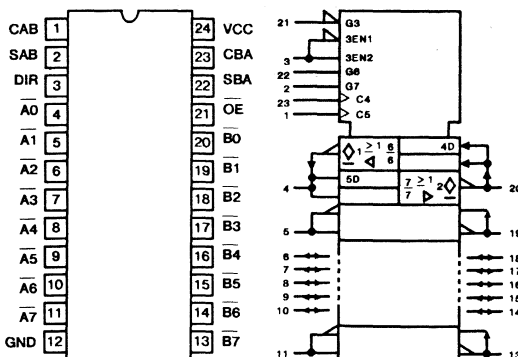 CAB 1 24 VCC
SAB 2 23 CBA
DIR 3 22 SBA
A0 4 21 OE
A1 5 20 B0
A2 6 19 B1
A3 7 18 B2
A4 8 17 B3
A5 9 16 B4
A6 10 15 B5
A7 11 14 B6
GND 12 13 B7
21 G3
3EN1
3 3EN2
22 G6
2 G7
23 C4
1 C5
1 ≥1 6 4D
6
4 5D 7 ≥1 2 20
7
5 19
6 18
7 17
8 16
9 15
10 14
11 13